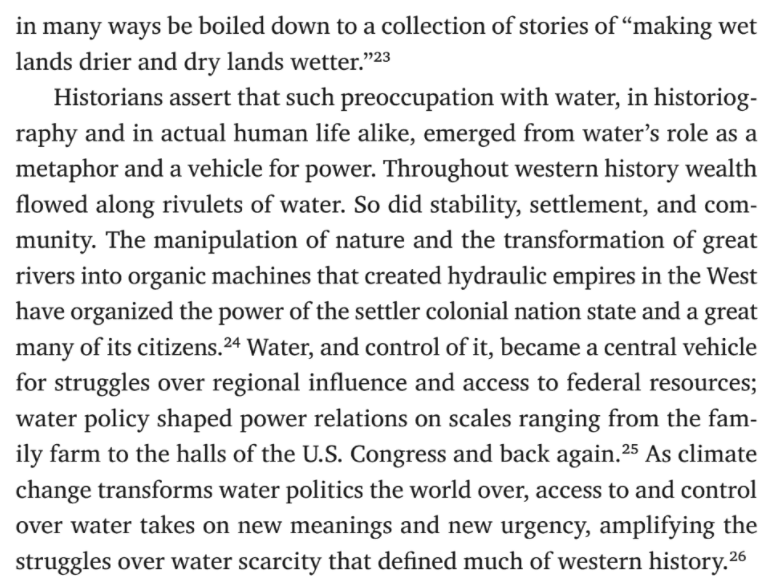 in many ways be boiled down to a collection of stories of “making wet
lands drier and dry lands wetter.”²³
Historians assert that such preoccupation with water, in historiog-
raphy and in actual human life alike, emerged from water’s role as a
metaphor and a vehicle for power. Throughout western history wealth
flowed along rivulets of water. So did stability, settlement, and com-
munity. The manipulation of nature and the transformation of great
rivers into organic machines that created hydraulic empires in the West
have organized the power of the settler colonial nation state and a great
many of its citizens.²⁴ Water, and control of it, became a central vehicle
for struggles over regional influence and access to federal resources;
water policy shaped power relations on scales ranging from the fam-
ily farm to the halls of the U.S. Congress and back again.²⁵ As climate
change transforms water politics the world over, access to and control
over water takes on new meanings and new urgency, amplifying the
struggles over water scarcity that defined much of western history.²⁶